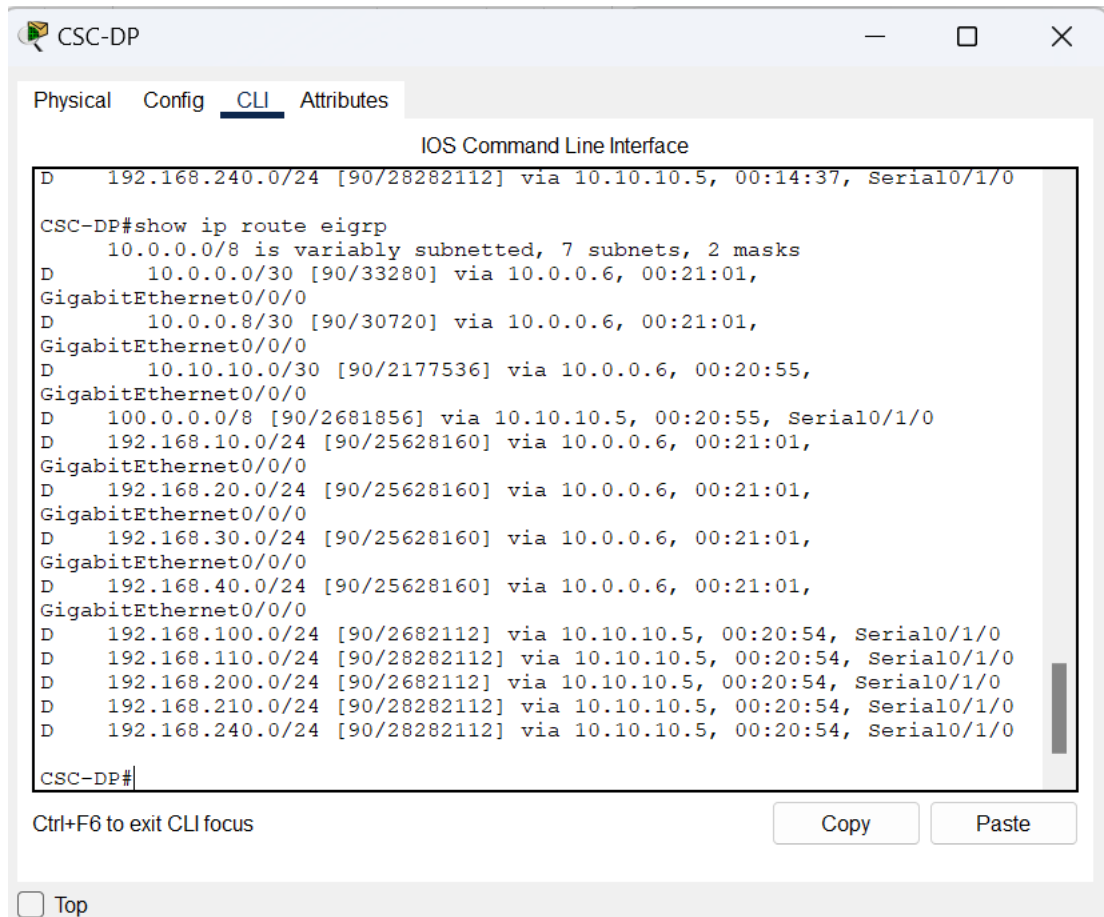 CSC-DP
Physical Config CLI Attributes
IOS Command Line Interface
D    192.168.240.0/24 [90/28282112] via 10.10.10.5, 00:14:37, Serial0/1/0
CSC-DP#show ip route eigrp
     10.0.0.0/8 is variably subnetted, 7 subnets, 2 masks
D       10.0.0.0/30 [90/33280] via 10.0.0.6, 00:21:01,
GigabitEthernet0/0/0
D       10.0.0.8/30 [90/30720] via 10.0.0.6, 00:21:01,
GigabitEthernet0/0/0
D       10.10.10.0/30 [90/2177536] via 10.0.0.6, 00:20:55,
GigabitEthernet0/0/0
D    100.0.0.0/8 [90/2681856] via 10.10.10.5, 00:20:55, Serial0/1/0
D    192.168.10.0/24 [90/25628160] via 10.0.0.6, 00:21:01,
GigabitEthernet0/0/0
D    192.168.20.0/24 [90/25628160] via 10.0.0.6, 00:21:01,
GigabitEthernet0/0/0
D    192.168.30.0/24 [90/25628160] via 10.0.0.6, 00:21:01,
GigabitEthernet0/0/0
D    192.168.40.0/24 [90/25628160] via 10.0.0.6, 00:21:01,
GigabitEthernet0/0/0
D    192.168.100.0/24 [90/2682112] via 10.10.10.5, 00:20:54, Serial0/1/0
D    192.168.110.0/24 [90/28282112] via 10.10.10.5, 00:20:54, Serial0/1/0
D    192.168.200.0/24 [90/2682112] via 10.10.10.5, 00:20:54, Serial0/1/0
D    192.168.210.0/24 [90/28282112] via 10.10.10.5, 00:20:54, Serial0/1/0
D    192.168.240.0/24 [90/28282112] via 10.10.10.5, 00:20:54, Serial0/1/0
CSC-DP#
Ctrl+F6 to exit CLI focus
Copy Paste
Top